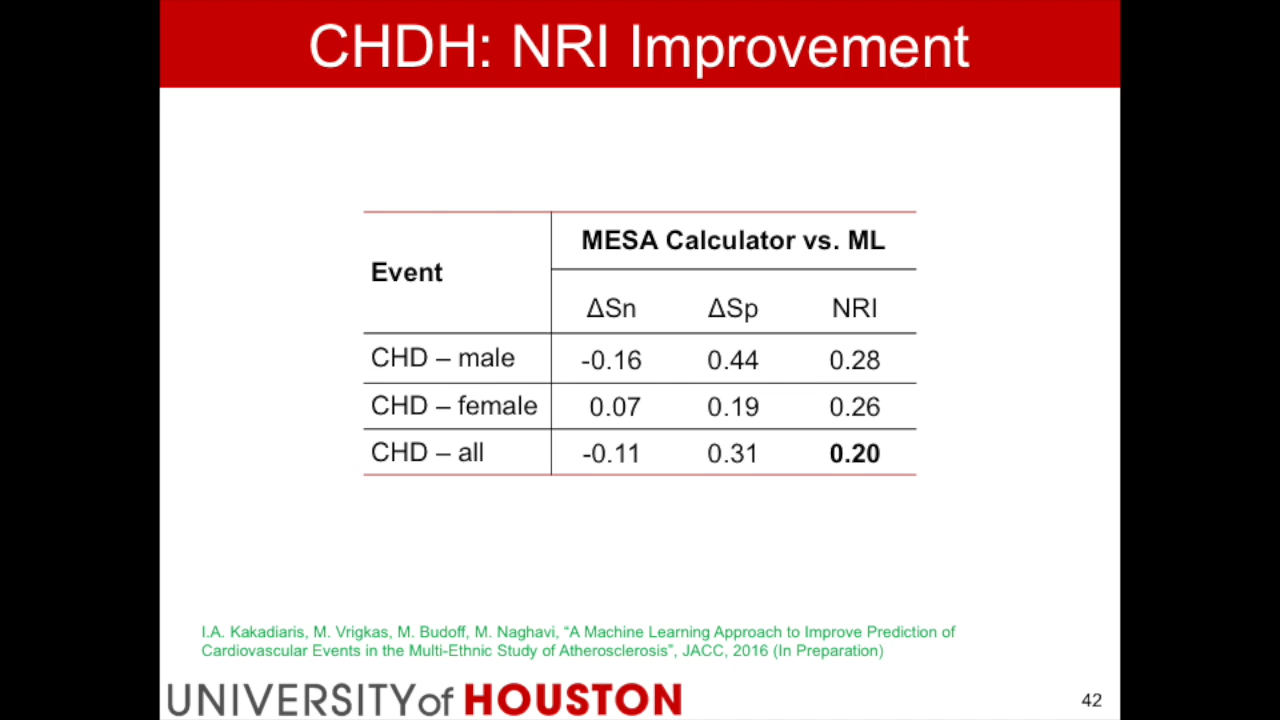 CHDH: NRI Improvement
MESA Calculator vs. ML
Event
ΔSn ΔSp NRI
CHD – male -0.16 0.44 0.28
CHD – female 0.07 0.19 0.26
CHD – all -0.11 0.31 0.20
I.A. Kakadiaris, M. Vrigkas, M. Budoff, M. Naghavi, “A Machine Learning Approach to Improve Prediction of
Cardiovascular Events in the Multi-Ethnic Study of Atherosclerosis”, JACC, 2016 (In Preparation)
UNIVERSITY of HOUSTON
42